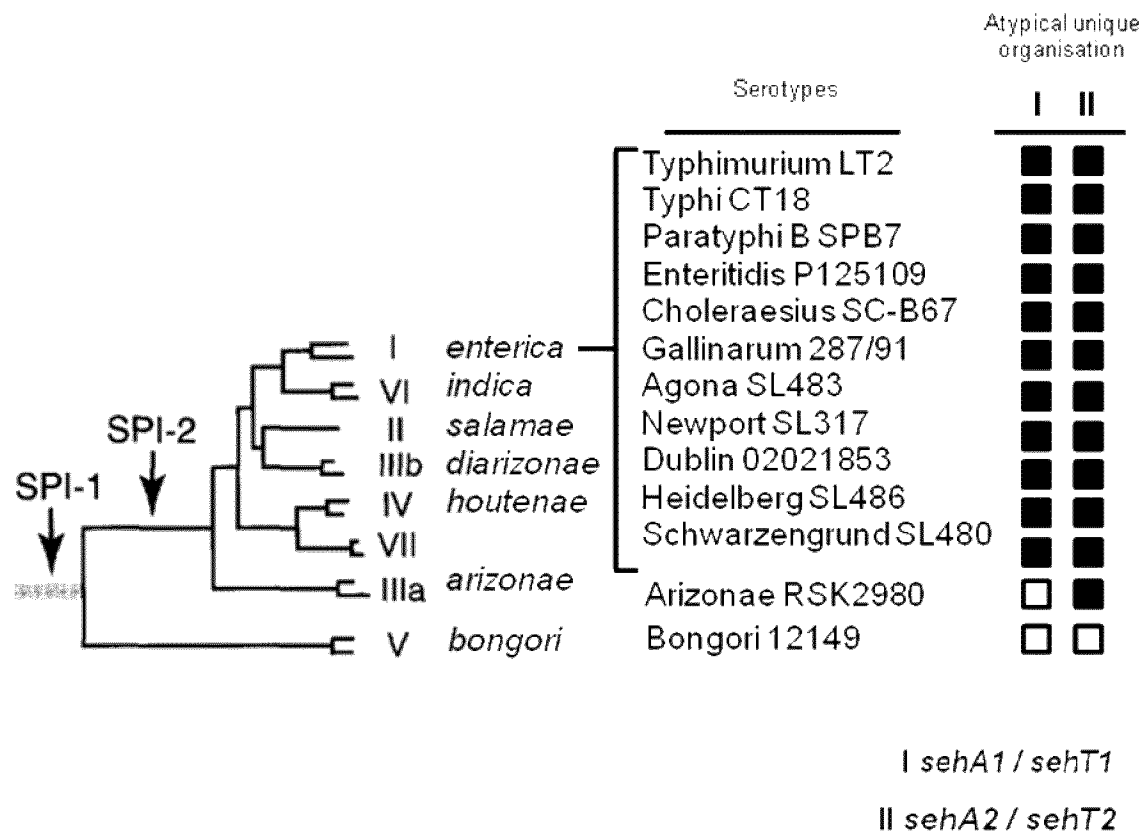 Atypical unique
organisation
Serotypes
I II
Typhimurium LT2
Typhi CT18
Paratyphi B SPB7
Enteritidis P125109
Choleraesius SC-B67
I enterica
Gallinarum 287/91
VI indica
Agona SL483
II salamae
Newport SL317
SPI-2
IIIb diarizonae
Dublin 02021853
SPI-1
IV houtenae
Heidelberg SL486
VII
Schwarzengrund SL480
IIIa arizonae
Arizonae RSK2980
V bongori
Bongori 12149
I sehA1 / sehT1
II sehA2 / sehT2